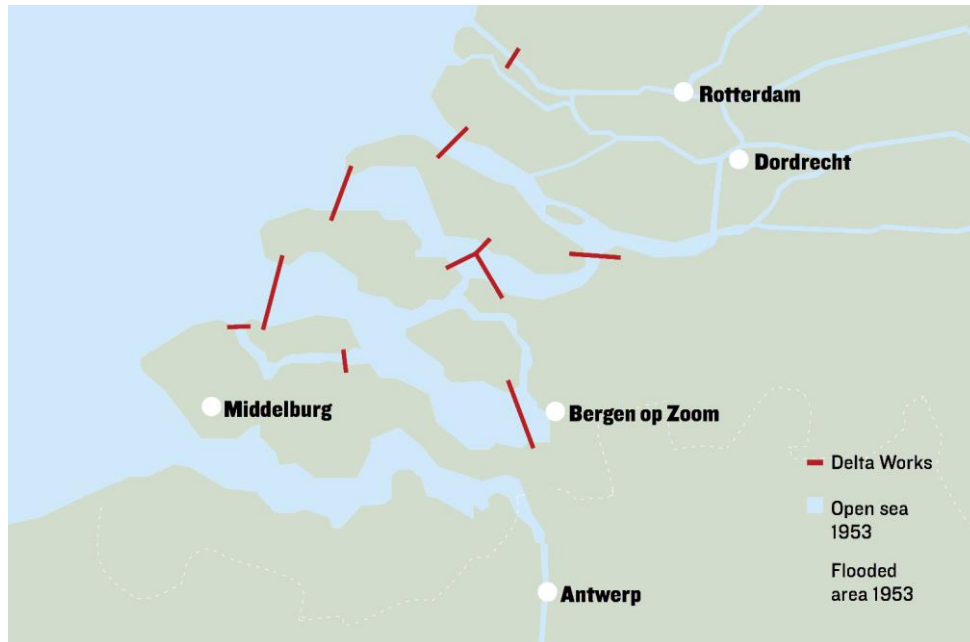 Rotterdam
Dordrecht
Middelburg
Bergen op Zoom
Delta Works
Open sea
1953
Flooded
area 1953
Antwerp